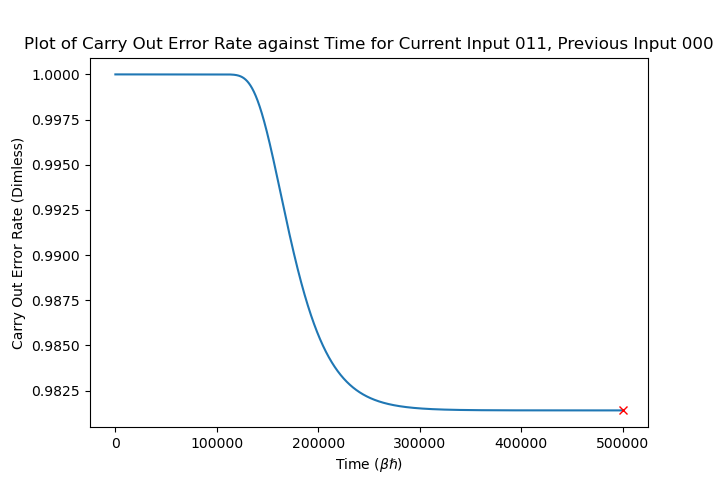 Plot of Carry Out Error Rate against Time for Current Input 011, Previous Input 000
1.0000
0.9975
0.9950
0.9925
0.9900
0.9875
0.9850
0.9825
Carry Out Error Rate (Dimless)
0 100000 200000 300000 400000 500000
Time (βℏ)